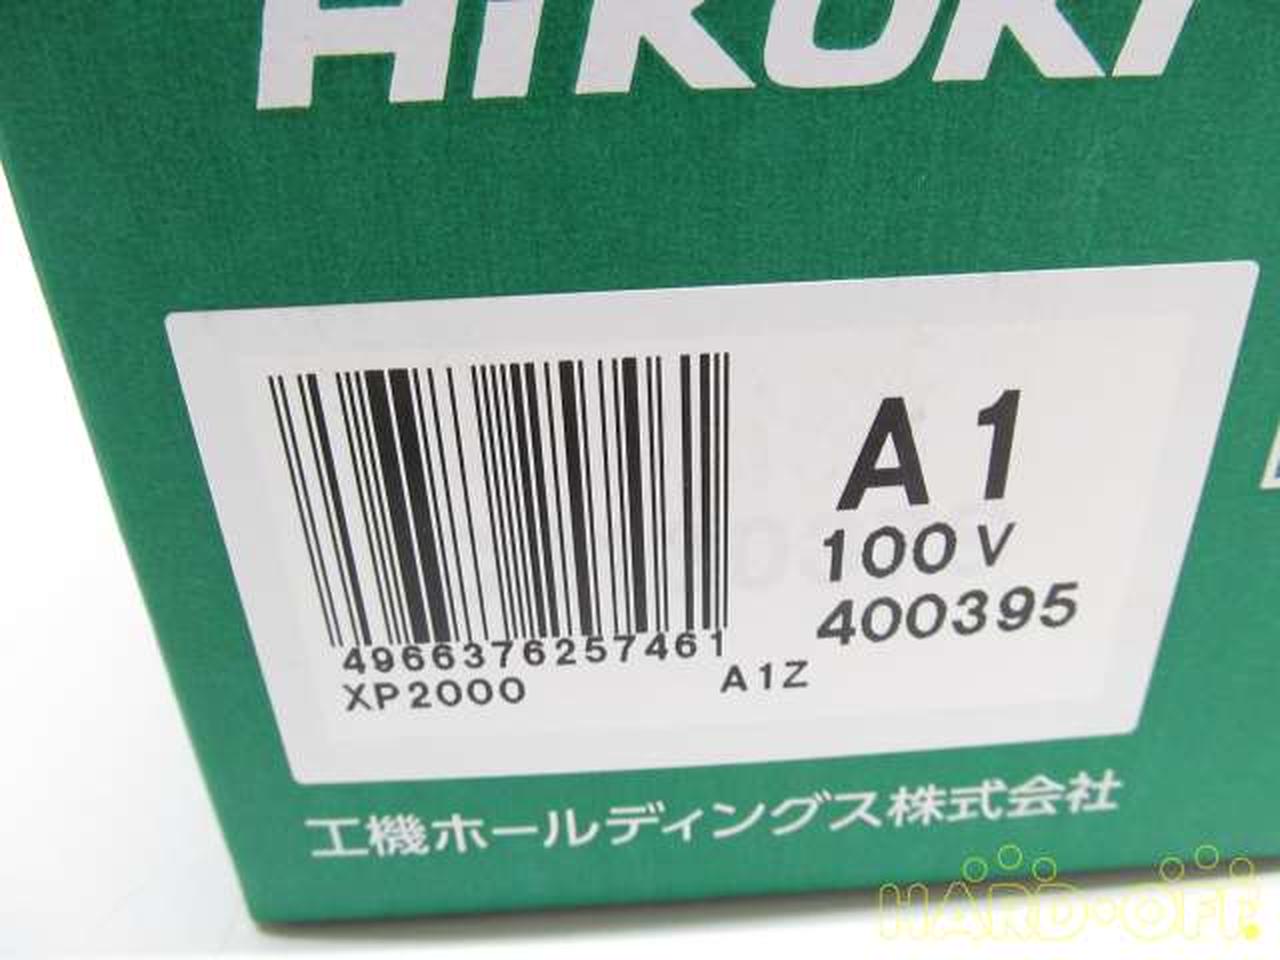 HiKOKI
A1
100V
400395
4966376257461
XP2000 A1Z
工機ホールディングス株式会社
HARD・OFF